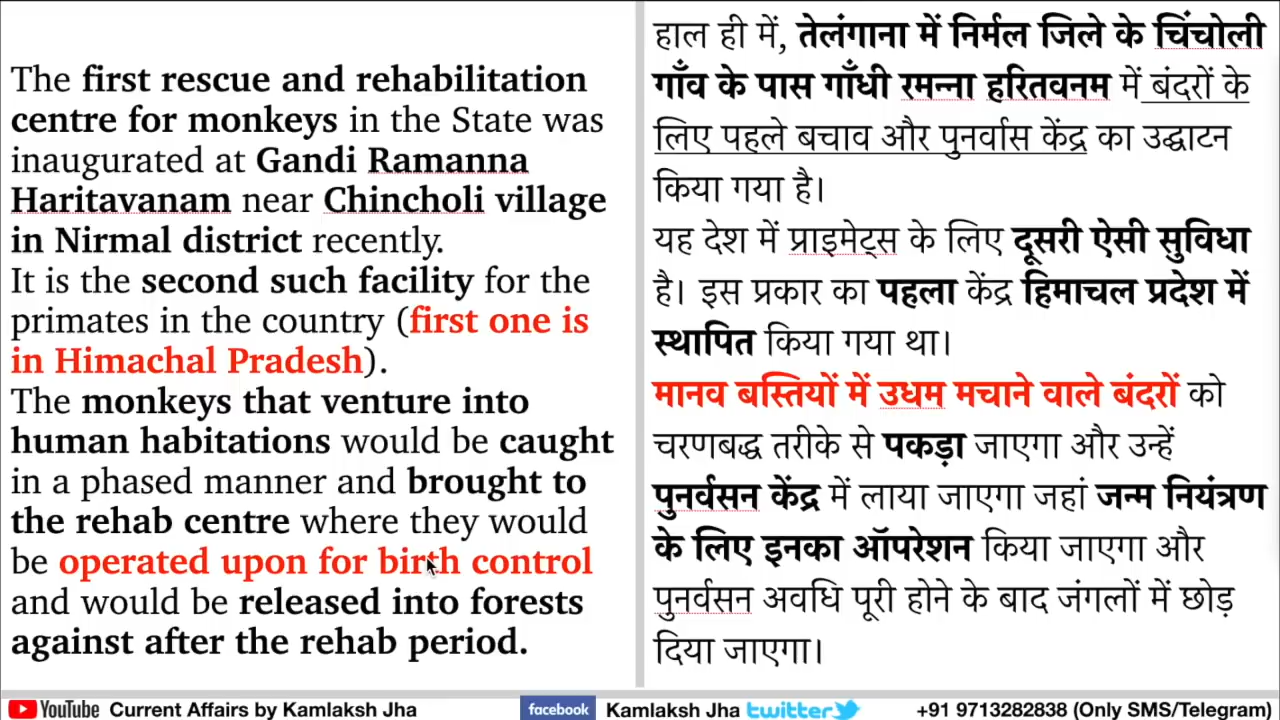 The first rescue and rehabilitation
centre for monkeys in the State was
inaugurated at Gandi Ramanna
Haritavanam near Chincholi village
in Nirmal district recently.
It is the second such facility for the
primates in the country (first one is
in Himachal Pradesh).
The monkeys that venture into
human habitations would be caught
in a phased manner and brought to
the rehab centre where they would
be operated upon for birth control
and would be released into forests
against after the rehab period.
हाल ही में, तेलंगाना में निर्मल जिले के चिंचोली
गाँव के पास गाँधी रमन्ना हरितवनम में बंदरों के
लिए पहले बचाव और पुनर्वास केंद्र का उद्घाटन
किया गया है।
यह देश में प्राइमेट्स के लिए दूसरी ऐसी सुविधा
है। इस प्रकार का पहला केंद्र हिमाचल प्रदेश में
स्थापित किया गया था।
मानव बस्तियों में उधम मचाने वाले बंदरों को
चरणबद्ध तरीके से पकड़ा जाएगा और उन्हें
पुनर्वसन केंद्र में लाया जाएगा जहां जन्म नियंत्रण
के लिए इनका ऑपरेशन किया जाएगा और
पुनर्वसन अवधि पूरी होने के बाद जंगलों में छोड़
दिया जाएगा।
YouTube Current Affairs by Kamlaksh Jha facebook Kamlaksh Jha twitter +91 9713282838 (Only SMS/Telegram)